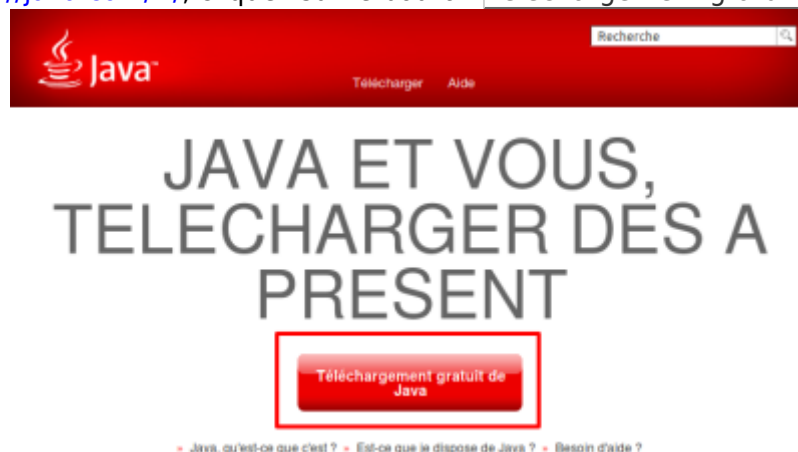 Recherche
Java
Télécharger Aide
JAVA ET VOUS,
TELECHARGER DES A
PRESENT
Téléchargement gratuit de
Java
» Java, qu'est-ce que c'est ? » Est-ce que je dispose de Java ? » Besoin d'aide ?